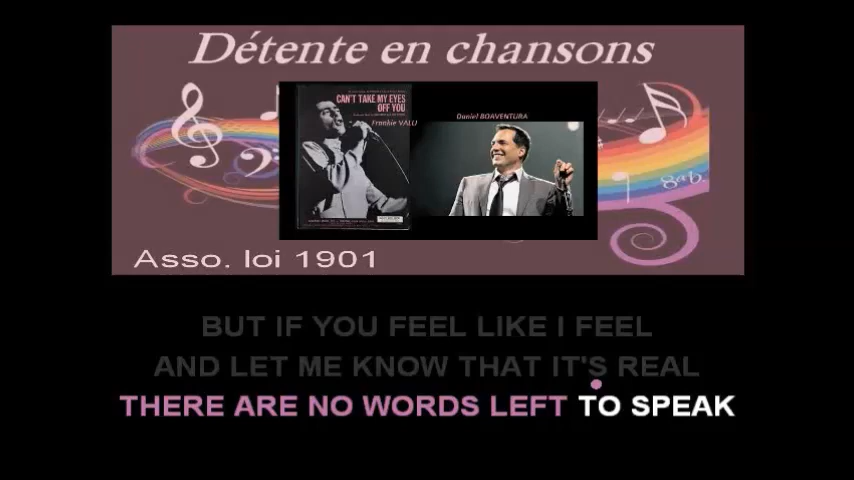 Détente en chansons
CAN'T TAKE MY EYES
OFF YOU
Frankie VALLI
Daniel BOAVENTURA
gab.
Asso. loi 1901
BUT IF YOU FEEL LIKE I FEEL
AND LET ME KNOW THAT IT'S REAL
THERE ARE NO WORDS LEFT TO SPEAK